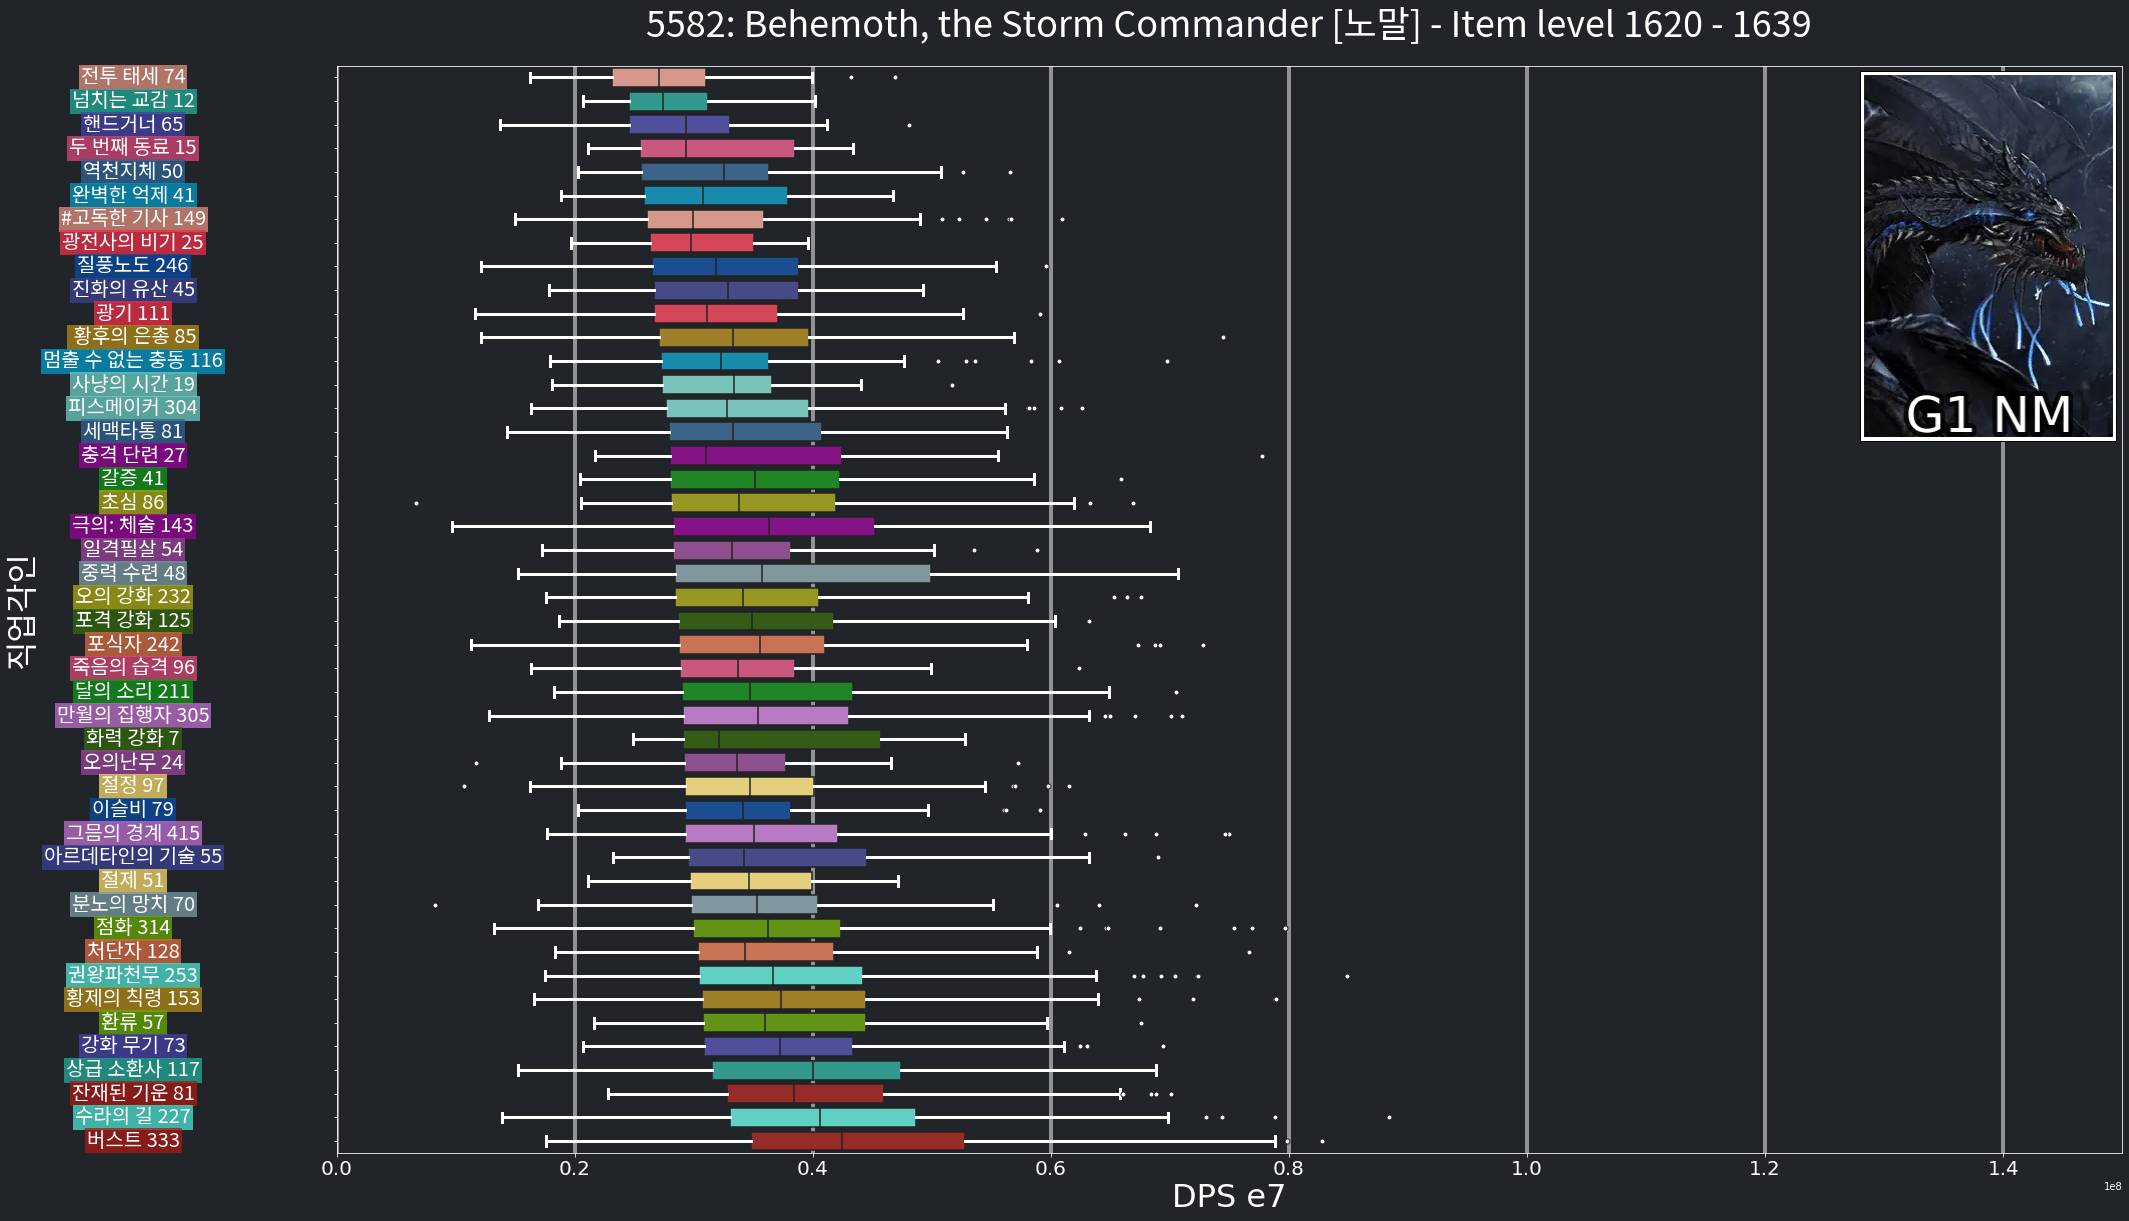 5582: Behemoth, the Storm Commander [노말] - Item level 1620 - 1639
전투 태세 74
넘치는 교감 12
핸드거너 65
두 번째 동료 15
역천지체 50
완벽한 억제 41
#고독한 기사 149
광전사의 비기 25
질풍노도 246
진화의 유산 45
광기 111
황후의 은총 85
멈출 수 없는 충동 116
사냥의 시간 19
피스메이커 304
세맥타통 81
충격 단련 27
갈증 41
초심 86
극의: 체술 143
일격필살 54
중력 수련 48
오의 강화 232
포격 강화 125
포식자 242
죽음의 습격 96
달의 소리 211
만월의 집행자 305
화력 강화 7
오의난무 24
절정 97
이슬비 79
그믐의 경계 415
아르데타인의 기술 55
절제 51
분노의 망치 70
점화 314
처단자 128
권왕파천무 253
황제의 칙령 153
환류 57
강화 무기 73
상급 소환사 117
잔재된 기운 81
수라의 길 227
버스트 333
직업각인
G1 NM
0.0 0.2 0.4 0.6 0.8 1.0 1.2 1.4
1e8
DPS e7